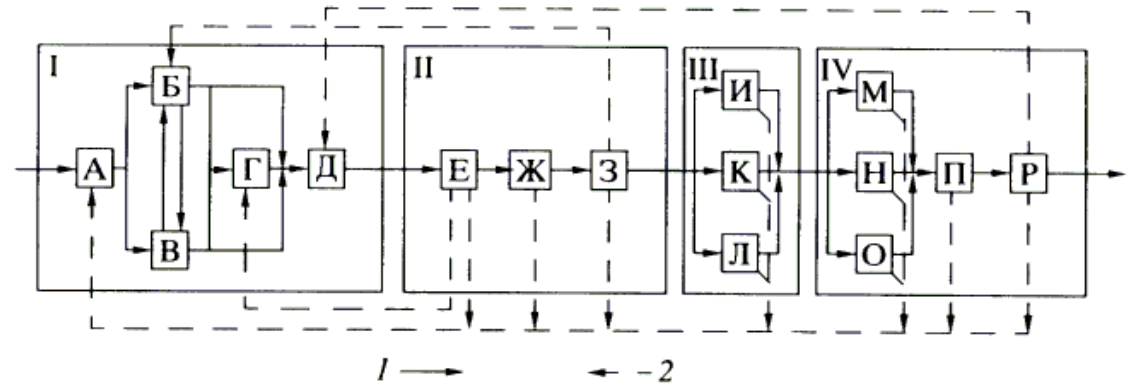 I II III IV
Б И М
А Г Д Е Ж З К Н П Р
В Л О
1 2